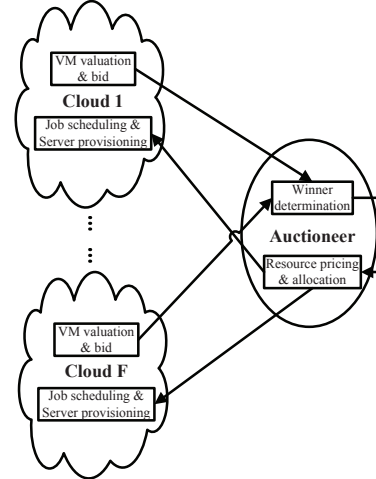 VM valuation
& bid
Cloud 1
Job scheduling &
Server provisioning
Winner
determination
Auctioneer
Resource pricing
& allocation
VM valuation
& bid
Cloud F
Job scheduling &
Server provisioning